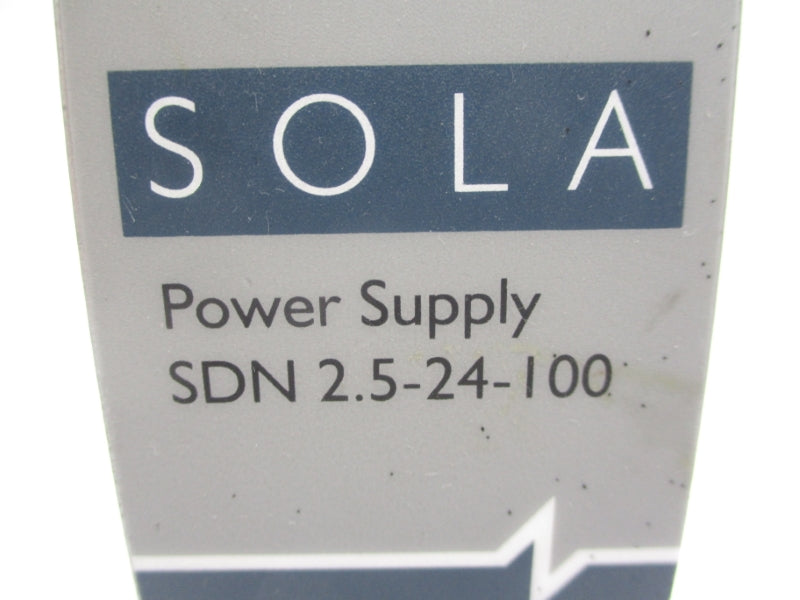 SOLA
Power Supply
SDN 2.5-24-100